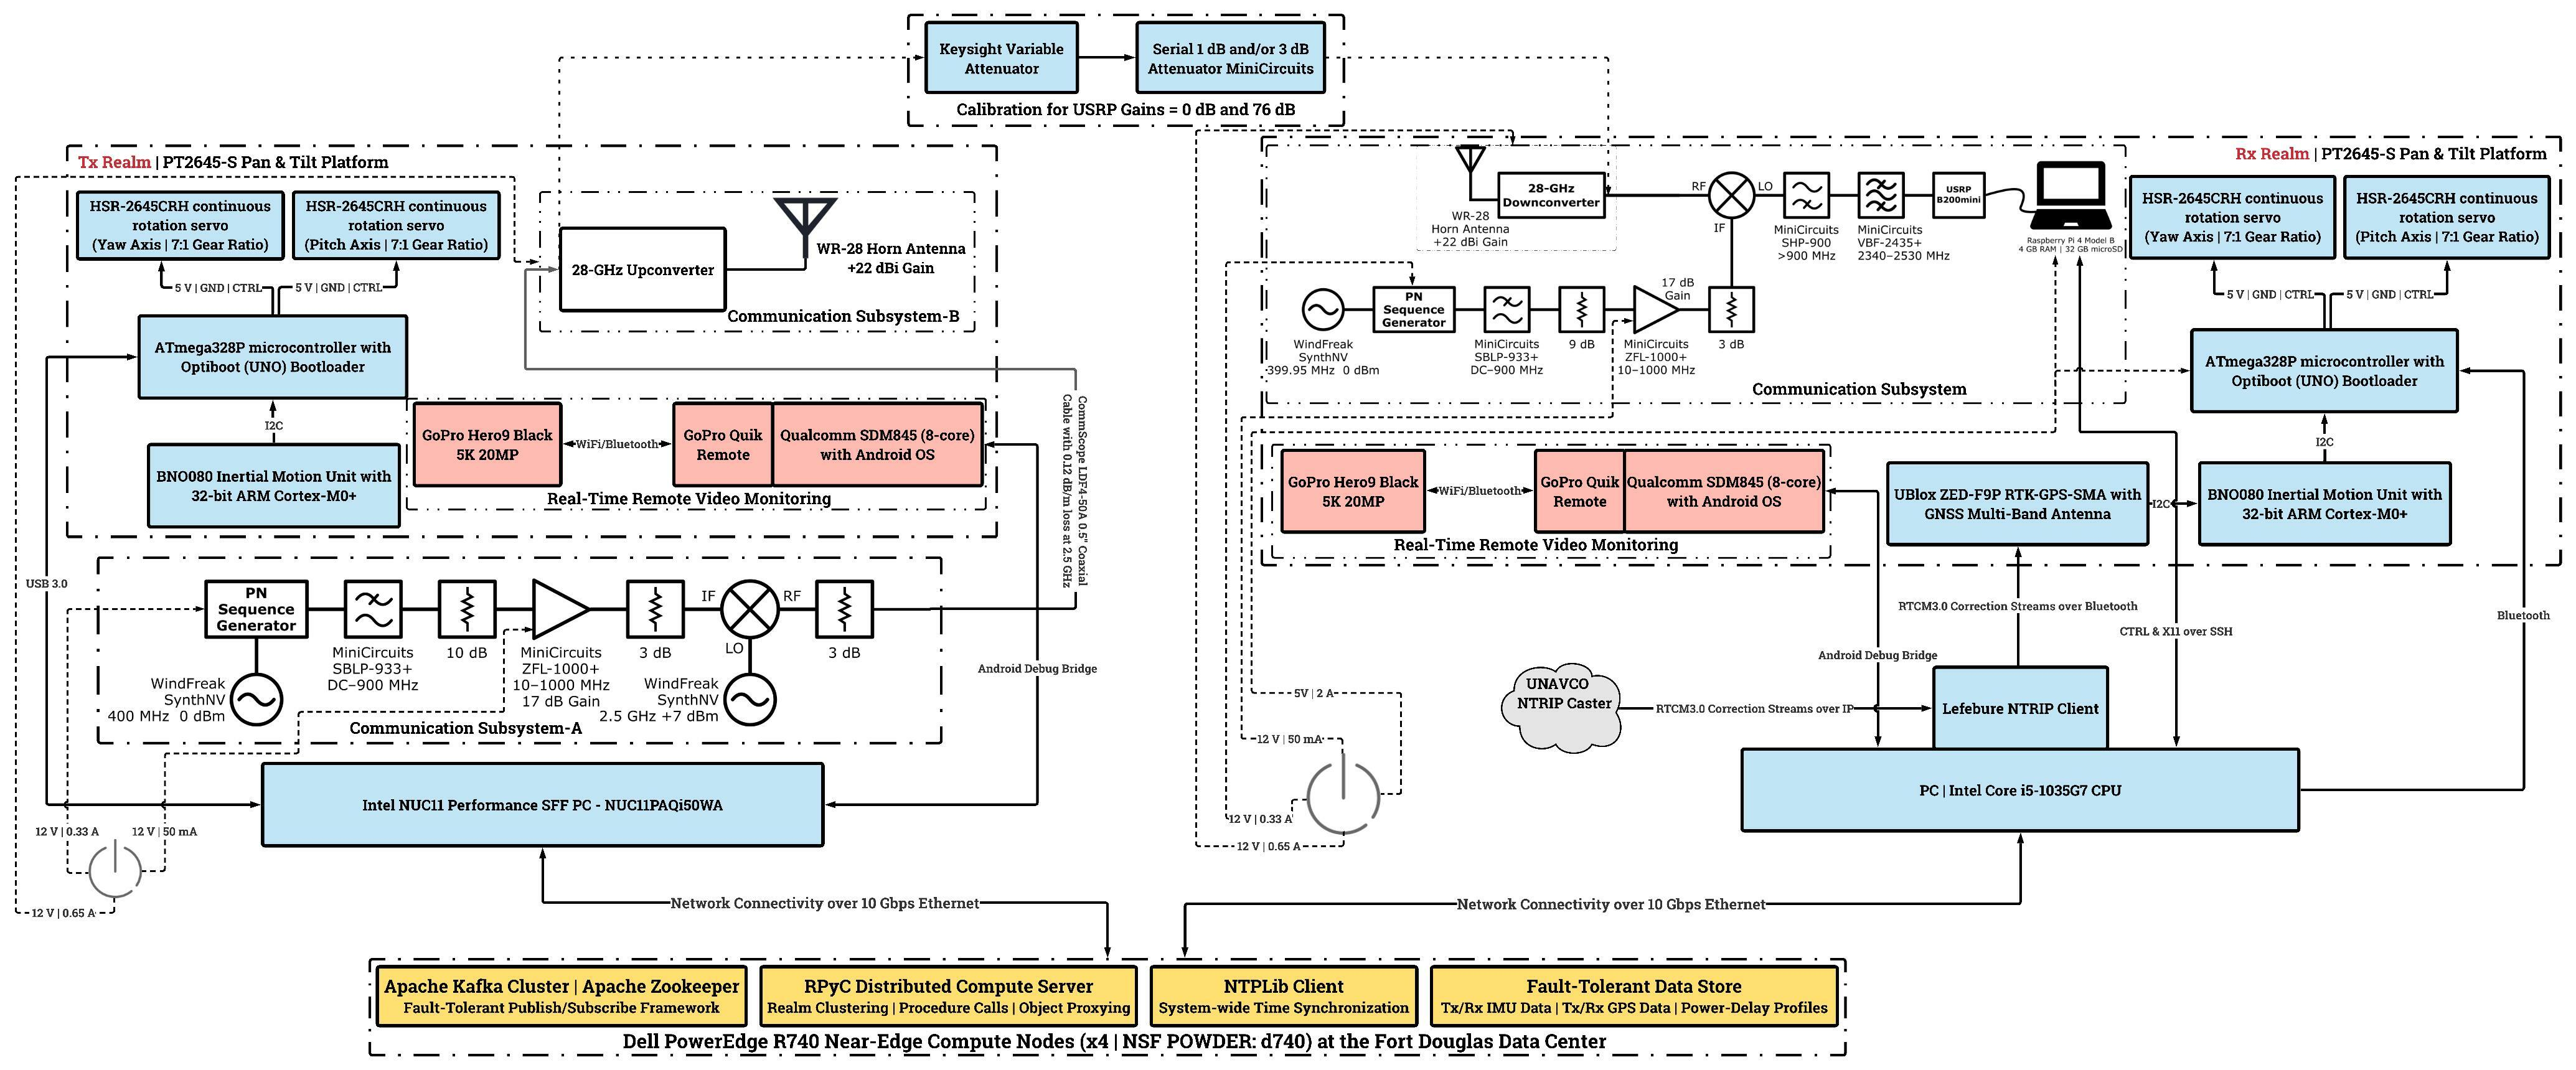 Keysight Variable
Attenuator
Serial 1 dB and/or 3 dB
Attenuator MiniCircuits
Calibration for USRP Gains = 0 dB and 76 dB
Tx Realm | PT2645-S Pan & Tilt Platform
HSR-2645CRH continuous
rotation servo
(Yaw Axis | 7:1 Gear Ratio)
HSR-2645CRH continuous
rotation servo
(Pitch Axis | 7:1 Gear Ratio)
5 V | GND | CTRL
5 V | GND | CTRL
ATmega328P microcontroller with
Optiboot (UNO) Bootloader
I2C
BNO080 Inertial Motion Unit with
32-bit ARM Cortex-M0+
28-GHz Upconverter
WR-28 Horn Antenna
+22 dBi Gain
Communication Subsystem-B
GoPro Hero9 Black
5K 20MP
WiFi/Bluetooth
GoPro Quik
Remote
Qualcomm SDM845 (8-core)
with Android OS
Real-Time Remote Video Monitoring
CommScope LDF4-50A 0.5" Coaxial
Cable with 0.12 dB/m loss at 2.5 GHz
USB 3.0
PN
Sequence
Generator
MiniCircuits
SBLP-933+
DC–900 MHz
10 dB
MiniCircuits
ZFL-1000+
10–1000 MHz
17 dB Gain
3 dB
IF
RF
LO
3 dB
WindFreak
SynthNV
400 MHz 0 dBm
WindFreak
SynthNV
2.5 GHz +7 dBm
Communication Subsystem-A
Android Debug Bridge
Intel NUC11 Performance SFF PC - NUC11PAQi50WA
12 V | 0.33 A
12 V | 50 mA
12 V | 0.65 A
Network Connectivity over 10 Gbps Ethernet
Rx Realm | PT2645-S Pan & Tilt Platform
WR-28
Horn Antenna
+22 dBi Gain
28-GHz
Downconverter
RF
LO
IF
MiniCircuits
SHP-900
>900 MHz
MiniCircuits
VBF-2435+
2340–2530 MHz
USRP
B200mini
Raspberry Pi 4 Model B
4 GB RAM | 32 GB microSD
WindFreak
SynthNV
399.95 MHz 0 dBm
PN
Sequence
Generator
MiniCircuits
SBLP-933+
DC–900 MHz
9 dB
17 dB
Gain
MiniCircuits
ZFL-1000+
10–1000 MHz
3 dB
Communication Subsystem
HSR-2645CRH continuous
rotation servo
(Yaw Axis | 7:1 Gear Ratio)
HSR-2645CRH continuous
rotation servo
(Pitch Axis | 7:1 Gear Ratio)
5 V | GND | CTRL
5 V | GND | CTRL
ATmega328P microcontroller with
Optiboot (UNO) Bootloader
I2C
GoPro Hero9 Black
5K 20MP
WiFi/Bluetooth
GoPro Quik
Remote
Qualcomm SDM845 (8-core)
with Android OS
Real-Time Remote Video Monitoring
UBlox ZED-F9P RTK-GPS-SMA with
GNSS Multi-Band Antenna
I2C
BNO080 Inertial Motion Unit with
32-bit ARM Cortex-M0+
RTCM3.0 Correction Streams over Bluetooth
CTRL & X11 over SSH
Bluetooth
Android Debug Bridge
UNAVCO
NTRIP Caster
RTCM3.0 Correction Streams over IP
Lefebure NTRIP Client
5V | 2 A
12 V | 50 mA
12 V | 0.33 A
12 V | 0.65 A
PC | Intel Core i5-1035G7 CPU
Network Connectivity over 10 Gbps Ethernet
Apache Kafka Cluster | Apache Zookeeper
Fault-Tolerant Publish/Subscribe Framework
RPyC Distributed Compute Server
Realm Clustering | Procedure Calls | Object Proxying
NTPLib Client
System-wide Time Synchronization
Fault-Tolerant Data Store
Tx/Rx IMU Data | Tx/Rx GPS Data | Power-Delay Profiles
Dell PowerEdge R740 Near-Edge Compute Nodes (x4 | NSF POWDER: d740) at the Fort Douglas Data Center